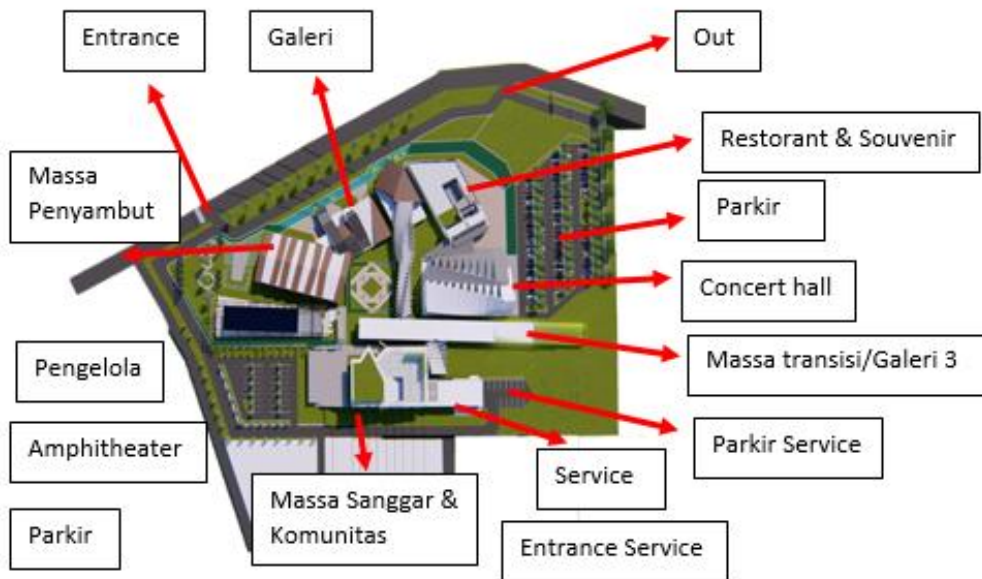 Entrance
Galeri
Out
Restorant & Souvenir
Massa
Penyambut
Parkir
Concert hall
Massa transisi/Galeri 3
Pengelola
Amphitheater
Parkir Service
Service
Massa Sanggar &
Komunitas
Parkir
Entrance Service